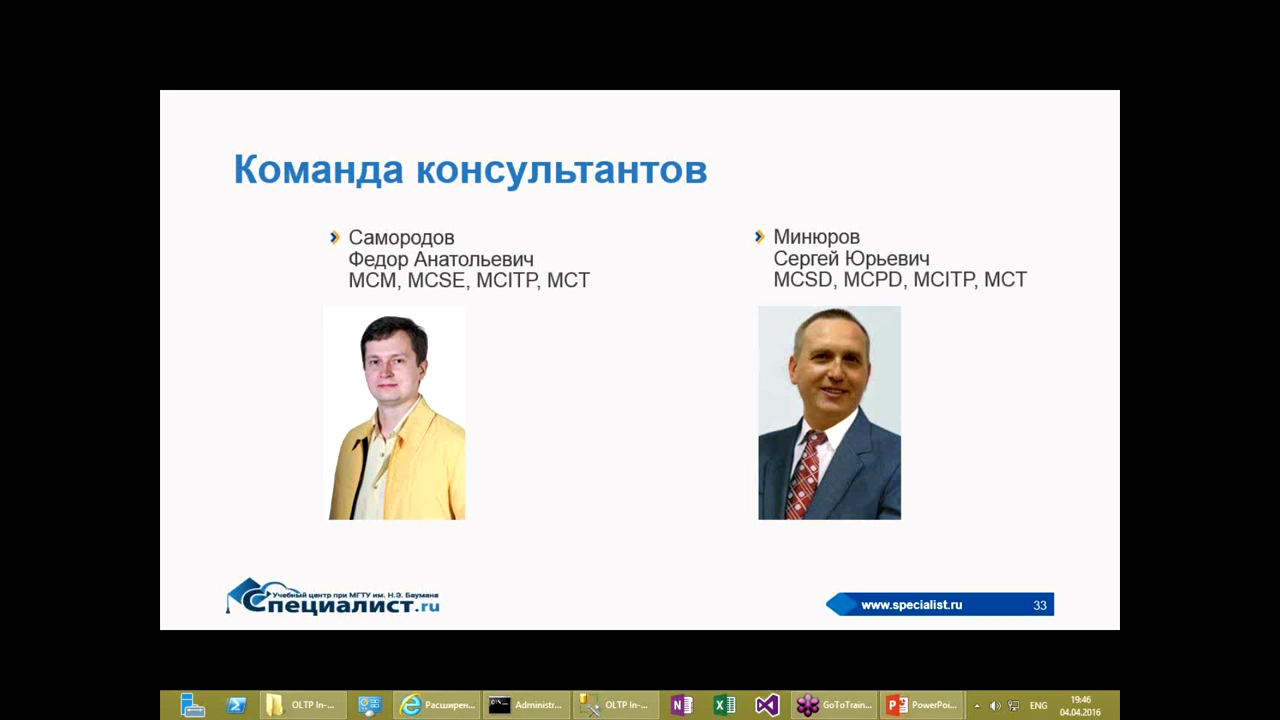 Команда консультантов
Самородов
Федор Анатольевич
MCM, MCSE, MCITP, MCT
Минюров
Сергей Юрьевич
MCSD, MCPD, MCITP, MCT
Учебный центр при МГТУ им. Н.Э. Баумана
Специалист.ru
www.specialist.ru
33
OLTP In-...
Расширен...
Administr...
OLTP In-...
GoToTrain...
PowerPoi...
ENG
19:46
04.04.2016